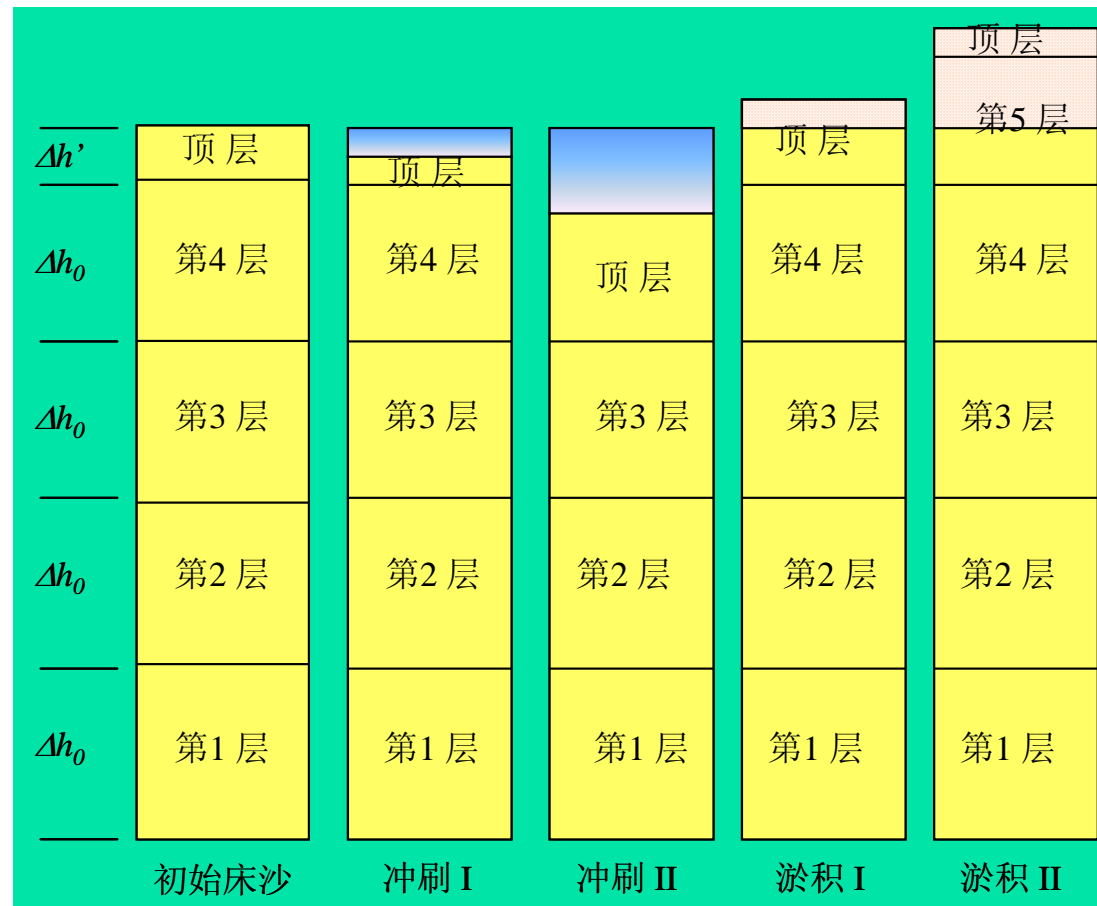 顶 层
第5 层
Δh’
顶 层
顶 层
顶 层
Δh₀
第4 层
第4 层
顶 层
第4 层
第4 层
Δh₀
第3 层
第3 层
第3 层
第3 层
第3 层
Δh₀
第2 层
第2 层
第2 层
第2 层
第2 层
Δh₀
第1 层
第1 层
第1 层
第1 层
第1 层
初始床沙
冲刷 I
冲刷 II
淤积 I
淤积 II